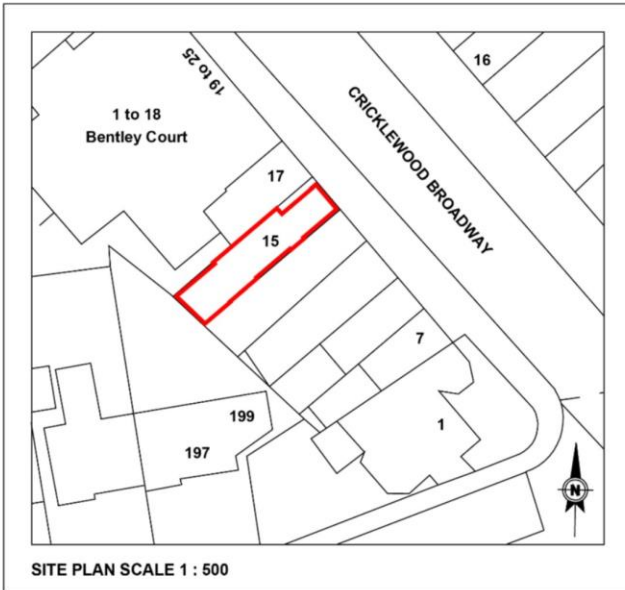 19 to 25
16
1 to 18
Bentley Court
CRICKLEWOOD BROADWAY
17
15
7
199
1
197
N
SITE PLAN SCALE 1 : 500